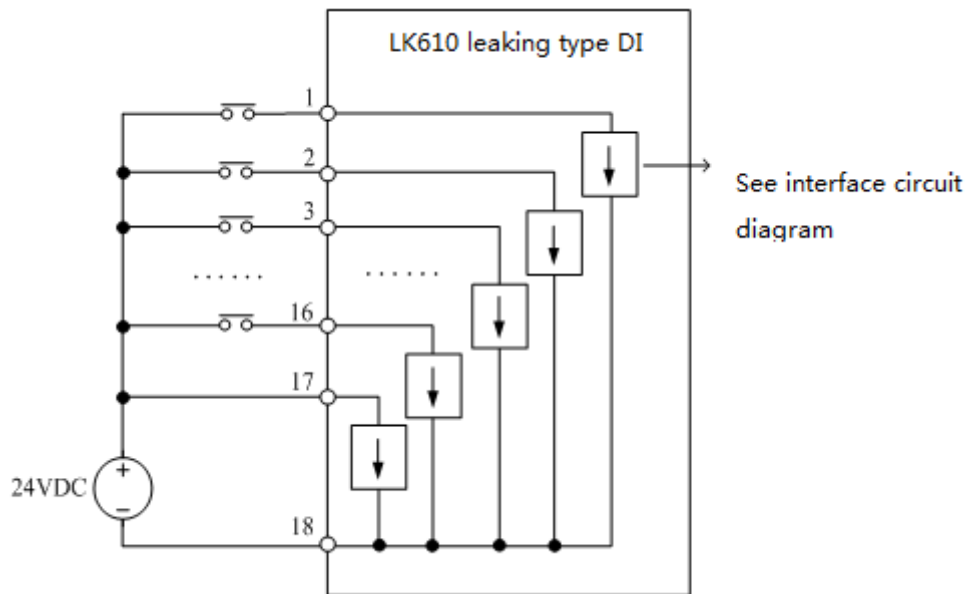 LK610 leaking type DI
1
2
See interface circuit
diagram
3
......
......
16
17
+
24VDC
−
18